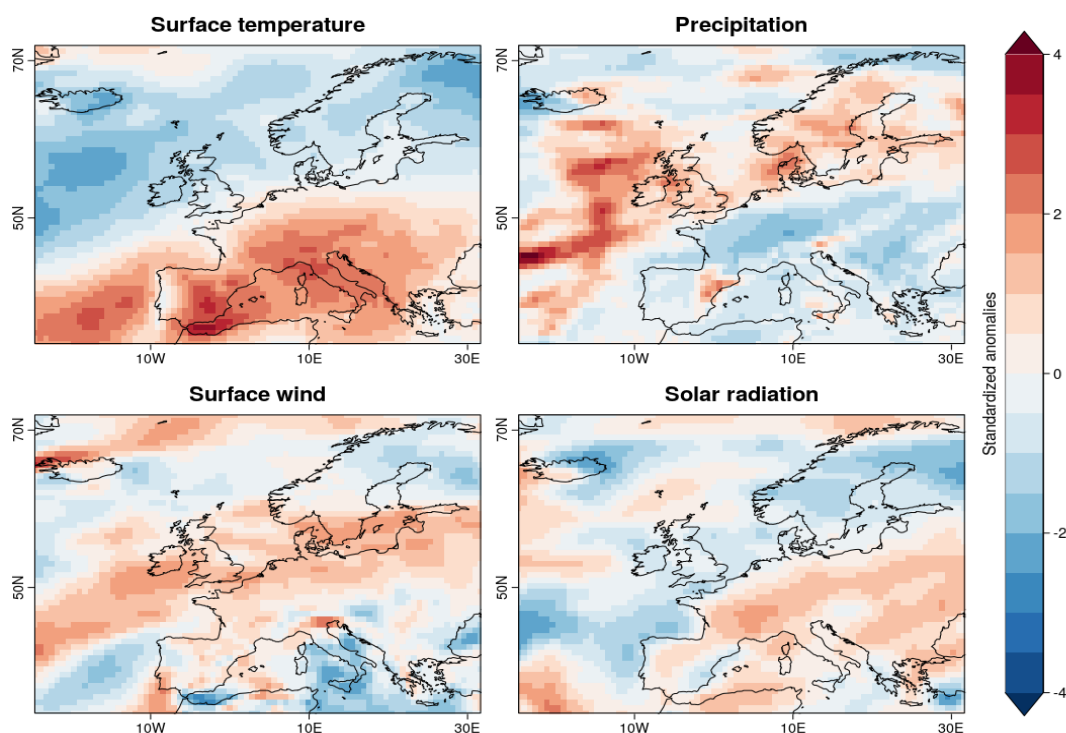 Surface temperature
Precipitation
70N
50N
10W
10E
30E
70N
50N
10W
10E
30E
Surface wind
Solar radiation
70N
50N
10W
10E
30E
70N
50N
10W
10E
30E
Standardized anomalies
4
2
0
-2
-4